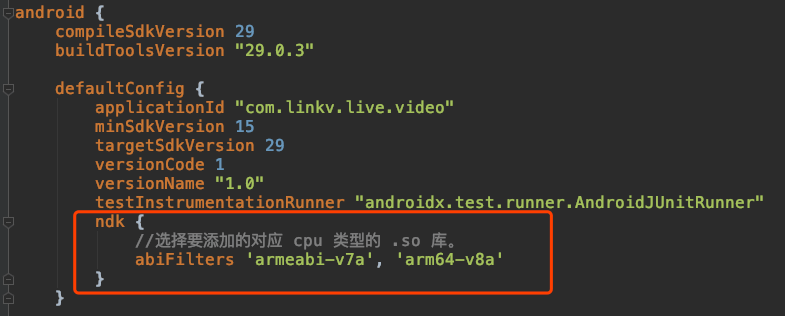 android {
compileSdkVersion 29
buildToolsVersion "29.0.3"
defaultConfig {
applicationId "com.linkv.live.video"
minSdkVersion 15
targetSdkVersion 29
versionCode 1
versionName "1.0"
testInstrumentationRunner "androidx.test.runner.AndroidJUnitRunner"
ndk {
//选择要添加的对应 cpu 类型的 .so 库。
abiFilters 'armeabi-v7a', 'arm64-v8a'
}
}